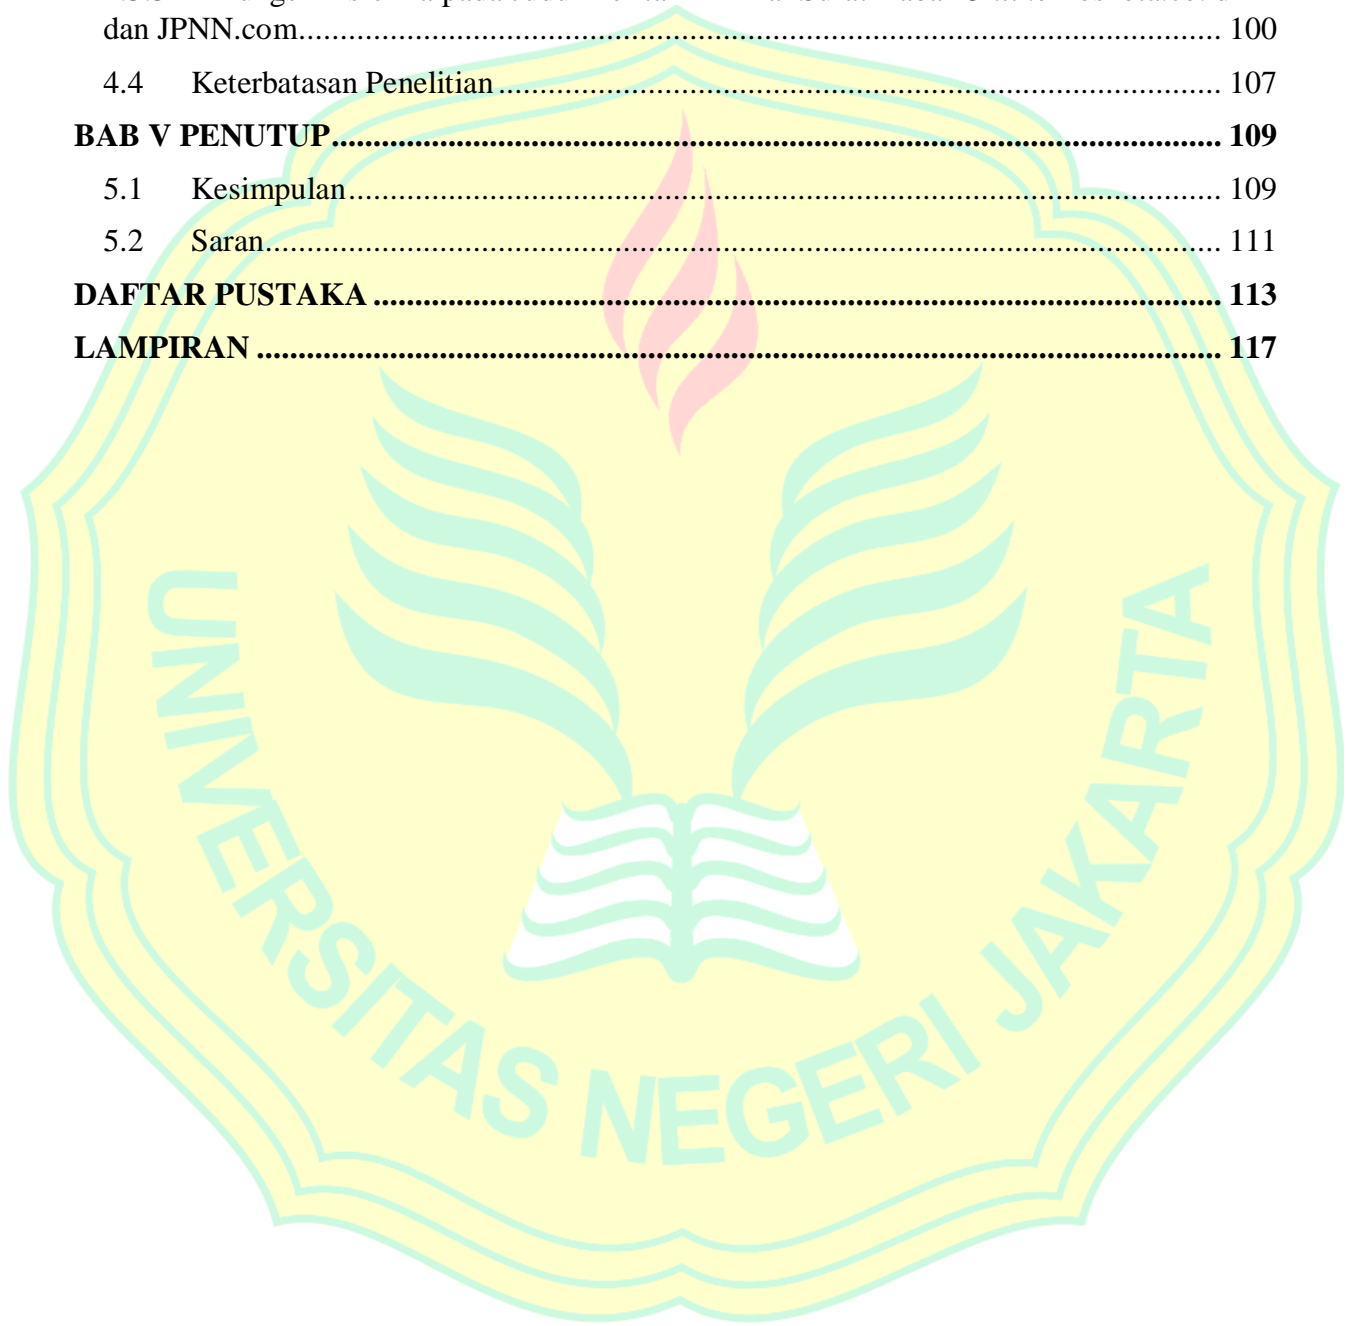 dan JPNN.com........ 100
4.4 Keterbatasan Penelitian........ 107
BAB V PENUTUP........ 109
5.1 Kesimpulan........ 109
5.2 Saran........ 111
DAFTAR PUSTAKA........ 113
LAMPIRAN........ 117
UNIVERSITAS NEGERI JAKARTA